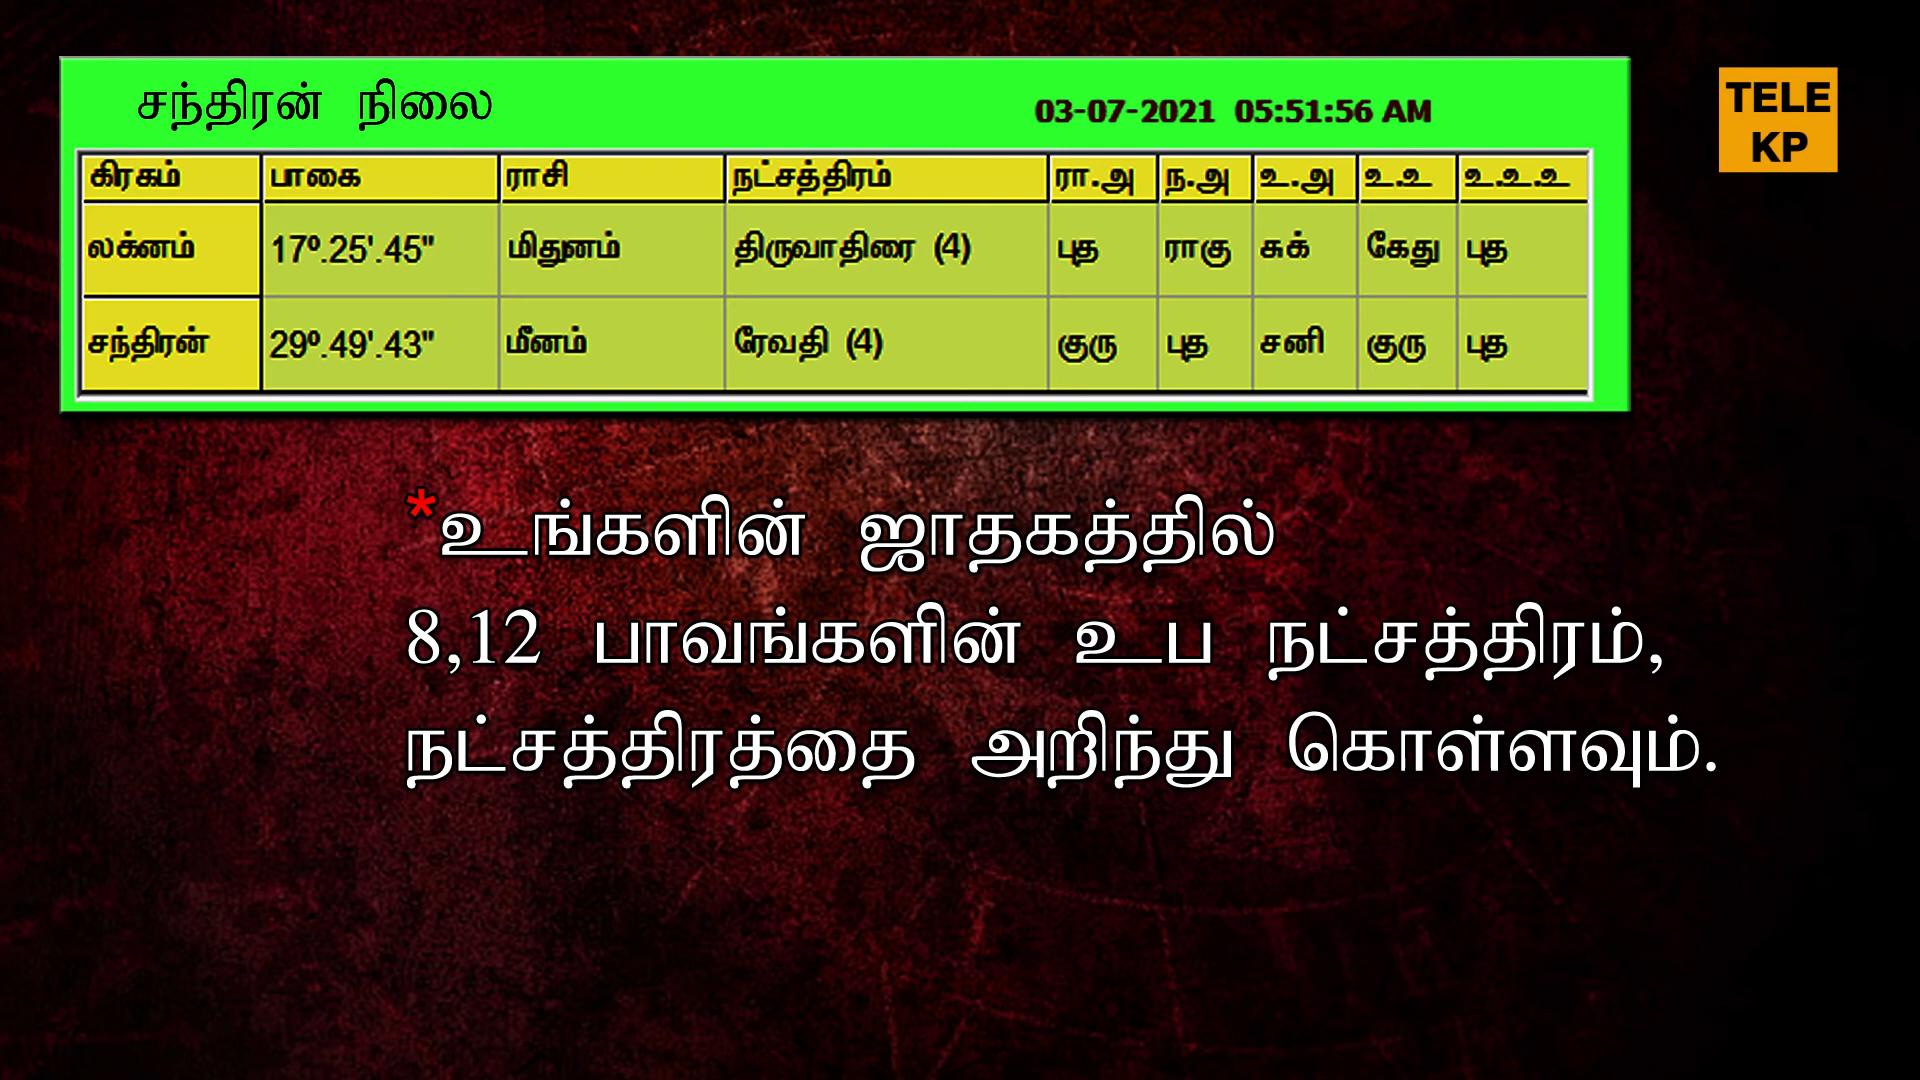 சந்திரன் நிலை 03-07-2021 05:51:56 AM
TELE
KP
கிரகம் பாகை ராசி நட்சத்திரம் ரா.அ ந.அ உ.அ உ.உ உ.உ.உ
லக்னம் 17º.25'.45" மிதுனம் திருவாதிரை (4) புத ராகு சுக் கேது புத
சந்திரன் 29º.49'.43" மீனம் ரேவதி (4) குரு புத சனி குரு புத
*உங்களின் ஜாதகத்தில்
8,12 பாவங்களின் உப நட்சத்திரம்,
நட்சத்திரத்தை அறிந்து கொள்ளவும்.